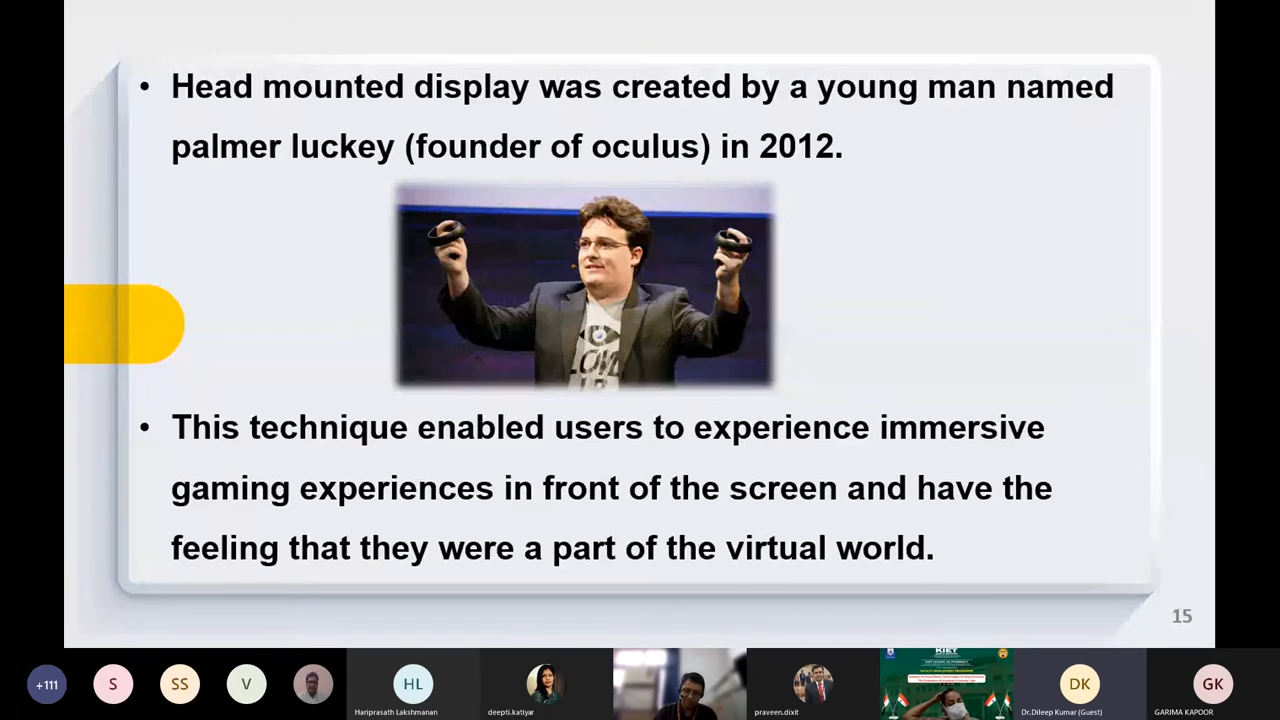 • Head mounted display was created by a young man named
palmer luckey (founder of oculus) in 2012.
• This technique enabled users to experience immersive
gaming experiences in front of the screen and have the
feeling that they were a part of the virtual world.
15
+111
S
SS
V
HL
Hariprasath Lakshmanan
deepti.katiyar
praveen.dixit
KIET
DK
Dr.Dileep Kumar (Guest)
GK
GARIMA KAPOOR